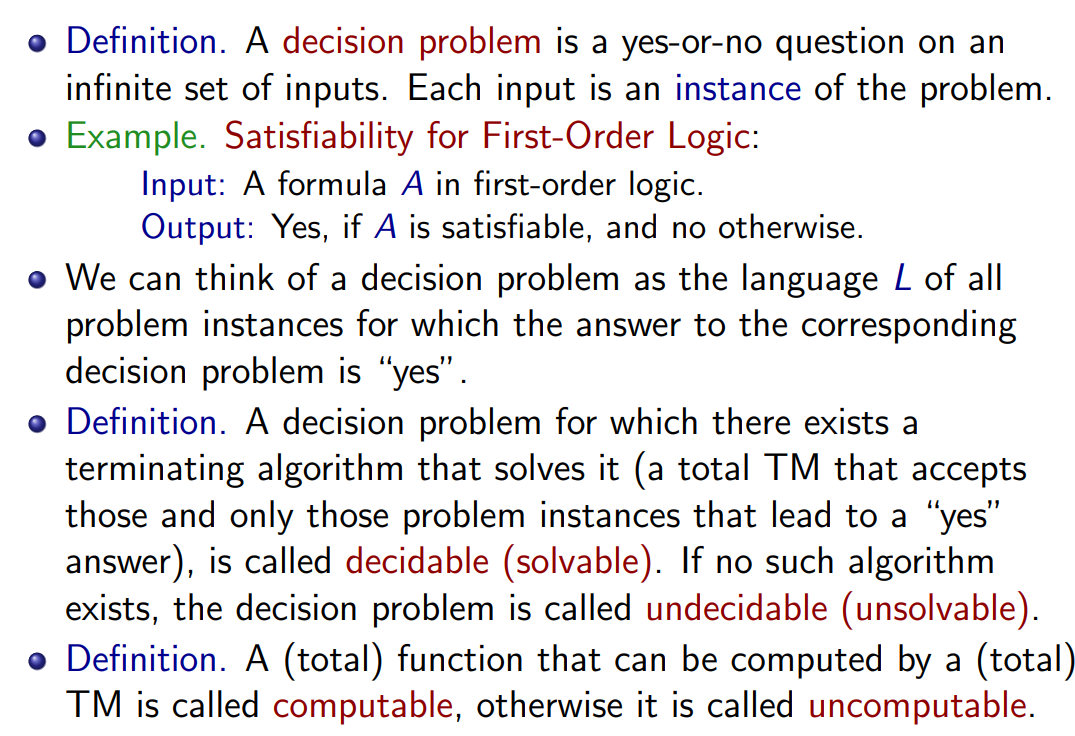 Definition. A decision problem is a yes-or-no question on an
infinite set of inputs. Each input is an instance of the problem.
Example. Satisfiability for First-Order Logic:
Input: A formula A in first-order logic.
Output: Yes, if A is satisfiable, and no otherwise.
We can think of a decision problem as the language L of all
problem instances for which the answer to the corresponding
decision problem is “yes”.
Definition. A decision problem for which there exists a
terminating algorithm that solves it (a total TM that accepts
those and only those problem instances that lead to a “yes”
answer), is called decidable (solvable). If no such algorithm
exists, the decision problem is called undecidable (unsolvable).
Definition. A (total) function that can be computed by a (total)
TM is called computable, otherwise it is called uncomputable.